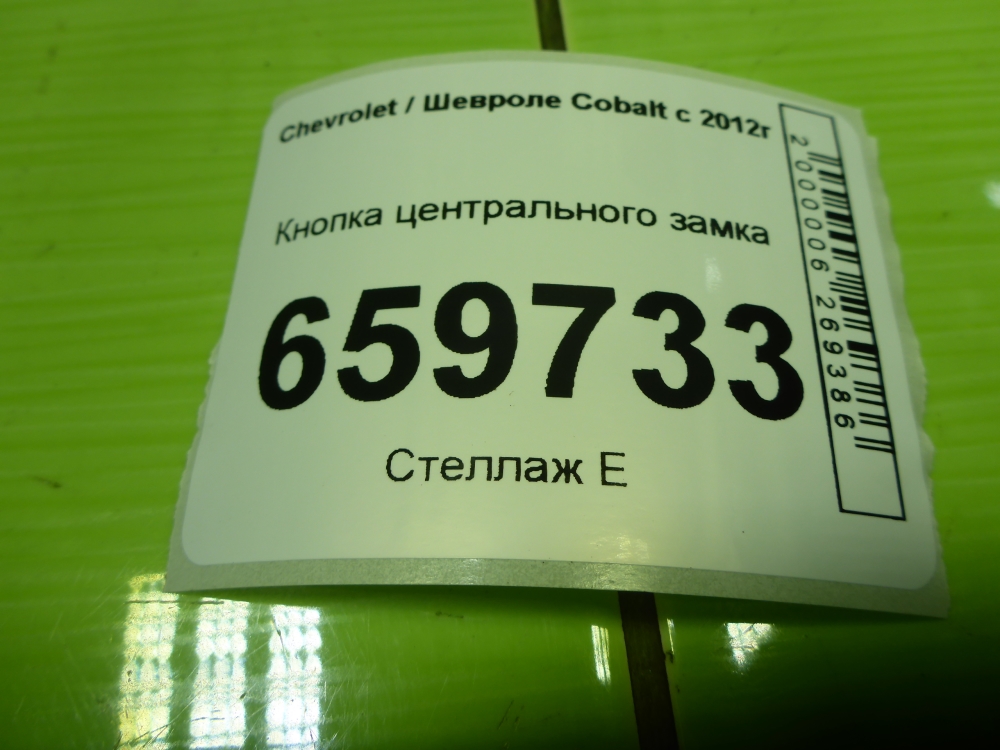 Chevrolet / Шевроле Cobalt с 2012г
Кнопка центрального замка
659733
Стеллаж Е
2000006269386